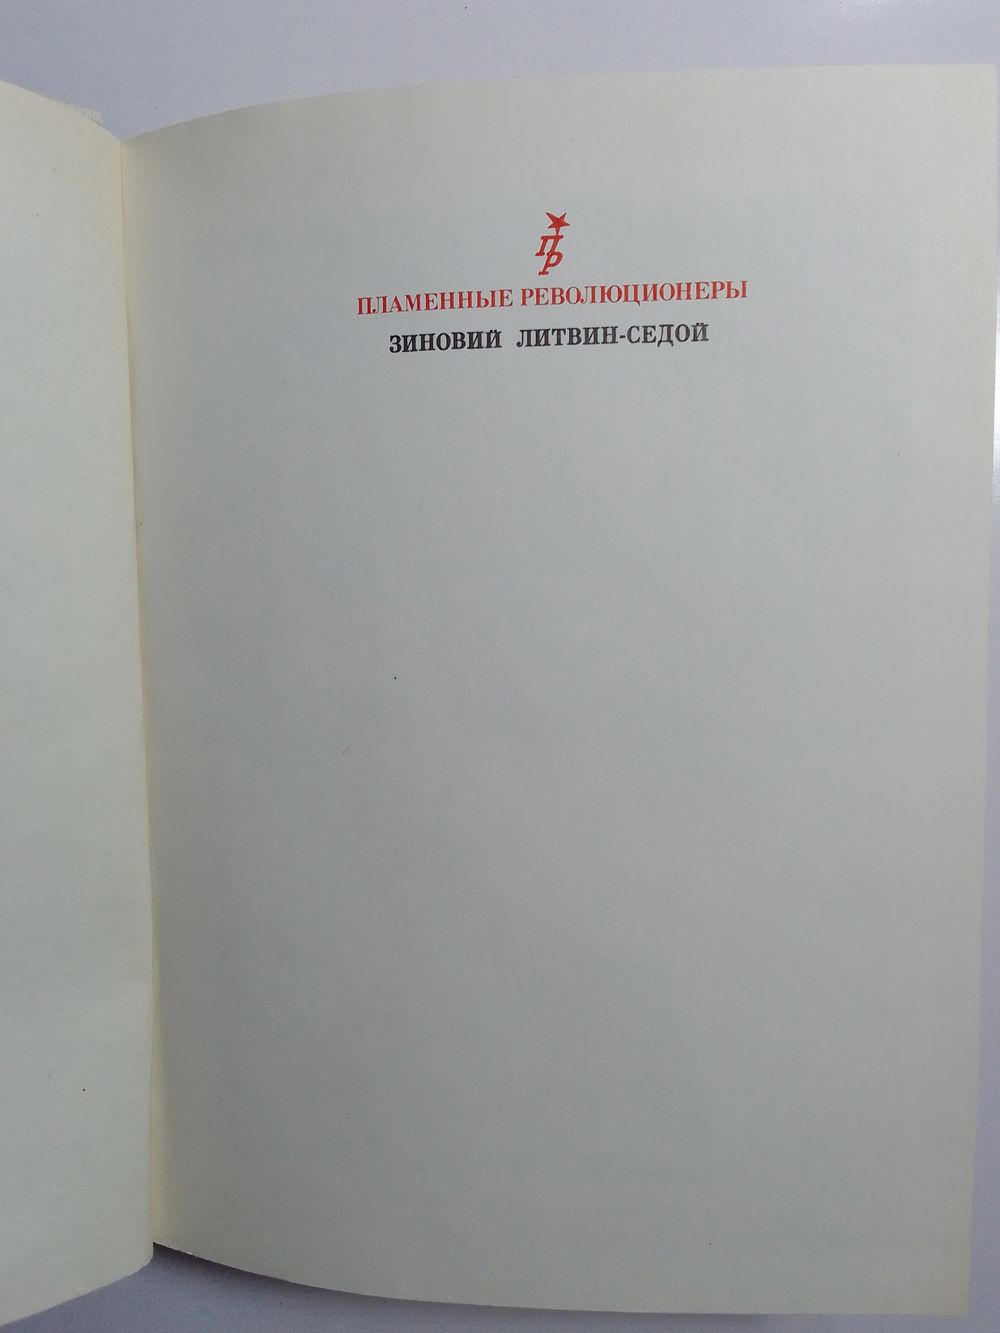 ПР
ПЛАМЕННЫЕ РЕВОЛЮЦИОНЕРЫ
ЗИНОВИЙ ЛИТВИН-СЕДОЙ